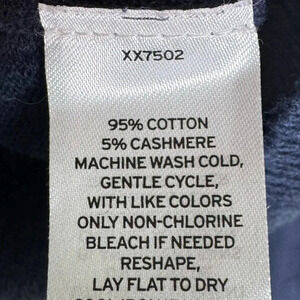 XX7502
95% COTTON
5% CASHMERE
MACHINE WASH COLD,
GENTLE CYCLE,
WITH LIKE COLORS
ONLY NON-CHLORINE
BLEACH IF NEEDED
RESHAPE,
LAY FLAT TO DRY